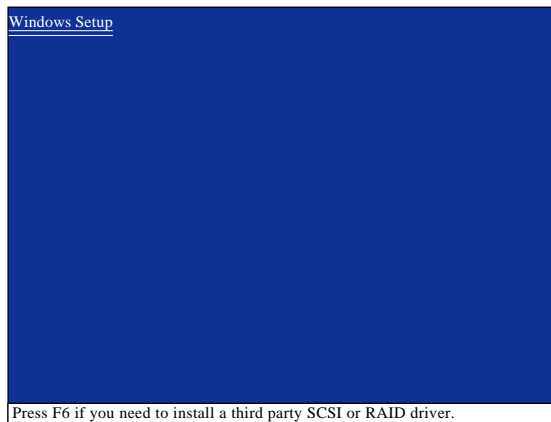 Windows Setup
Press F6 if you need to install a third party SCSI or RAID driver.